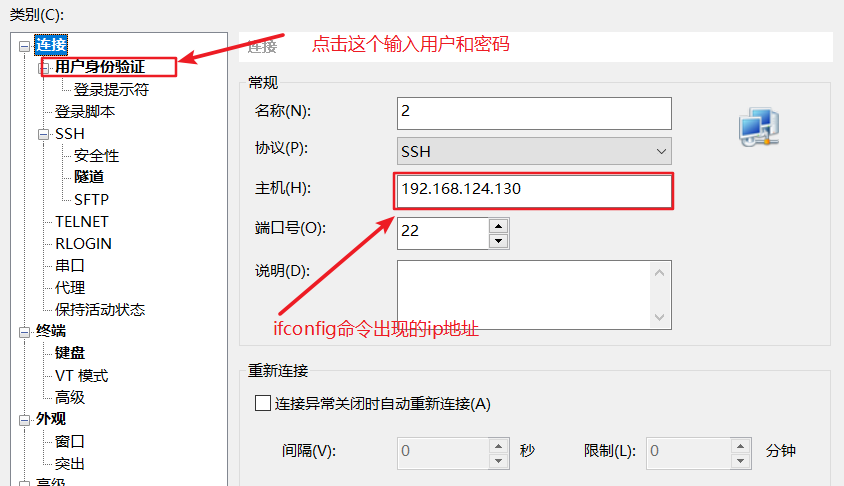 类别(C):
连接
用户身份验证
登录提示符
登录脚本
SSH
安全性
隧道
SFTP
TELNET
RLOGIN
串口
代理
保持活动状态
终端
键盘
VT 模式
高级
外观
窗口
突出
高级
连接
点击这个输入用户和密码
常规
名称(N):
2
协议(P):
SSH
主机(H):
192.168.124.130
端口号(O):
22
说明(D):
ifconfig命令出现的ip地址
重新连接
连接异常关闭时自动重新连接(A)
间隔(V):
0
秒
限制(L):
0
分钟